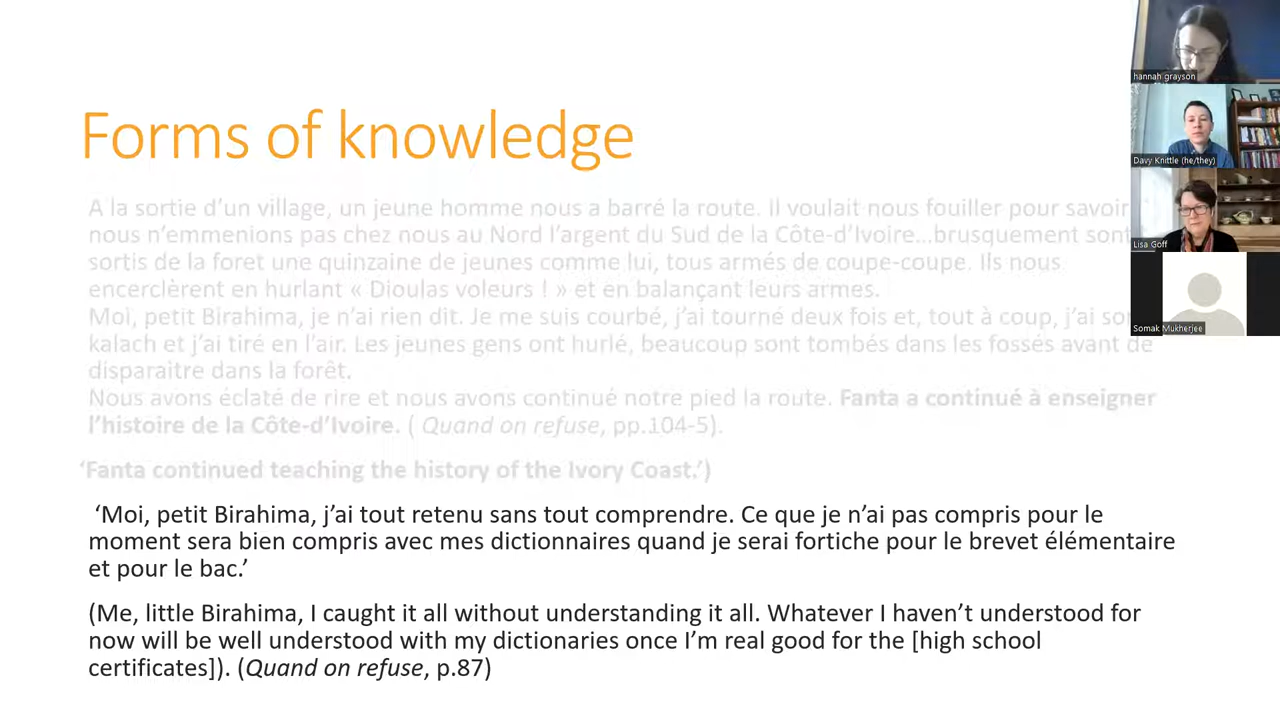 Forms of knowledge
A la sortie d’un village, un jeune homme nous a barré la route. Il voulait nous fouiller pour savoir
nous n’emmenions pas chez nous au l’argent du Sud de la Côte-d’Ivoire…brusquement sont
sortis de la foret une quinzaine de jeunes comme lui, tous armés de coupe-coupe. Ils nous
encerclèrent en hurlant « Dioulas voleurs ! » et en balançant leurs armes.
Moi, petit Birahima, je n’ai rien dit. Je me suis courbé, j’ai tourné deux fois et, tout à coup, j’ai
kalach et j’ai tiré en l’air. Les jeunes gens ont hurlé, beaucoup sont tombés dans les fossés avant de
disparaitre dans la forêt.
Nous avons éclaté de rire et nous avons continué notre pied la route. Fanta a continué à enseigner
l’histoire de la Côte-d’Ivoire. ( Quand on refuse, pp.104-5).
‘Fanta continued teaching the history of the Ivory Coast.’)
‘Moi, petit Birahima, j’ai tout retenu sans tout comprendre. Ce que je n’ai pas compris pour le
moment sera bien compris avec mes dictionnaires quand je serai fortiche pour le brevet élémentaire
et pour le bac.’
(Me, little Birahima, I caught it all without understanding it all. Whatever I haven’t understood for
now will be well understood with my dictionaries once I’m real good for the [high school
certificates]). (Quand on refuse, p.87)
hannah grayson
Davy Knittle (he/they)
Lisa Goff
Somak Mukherjee